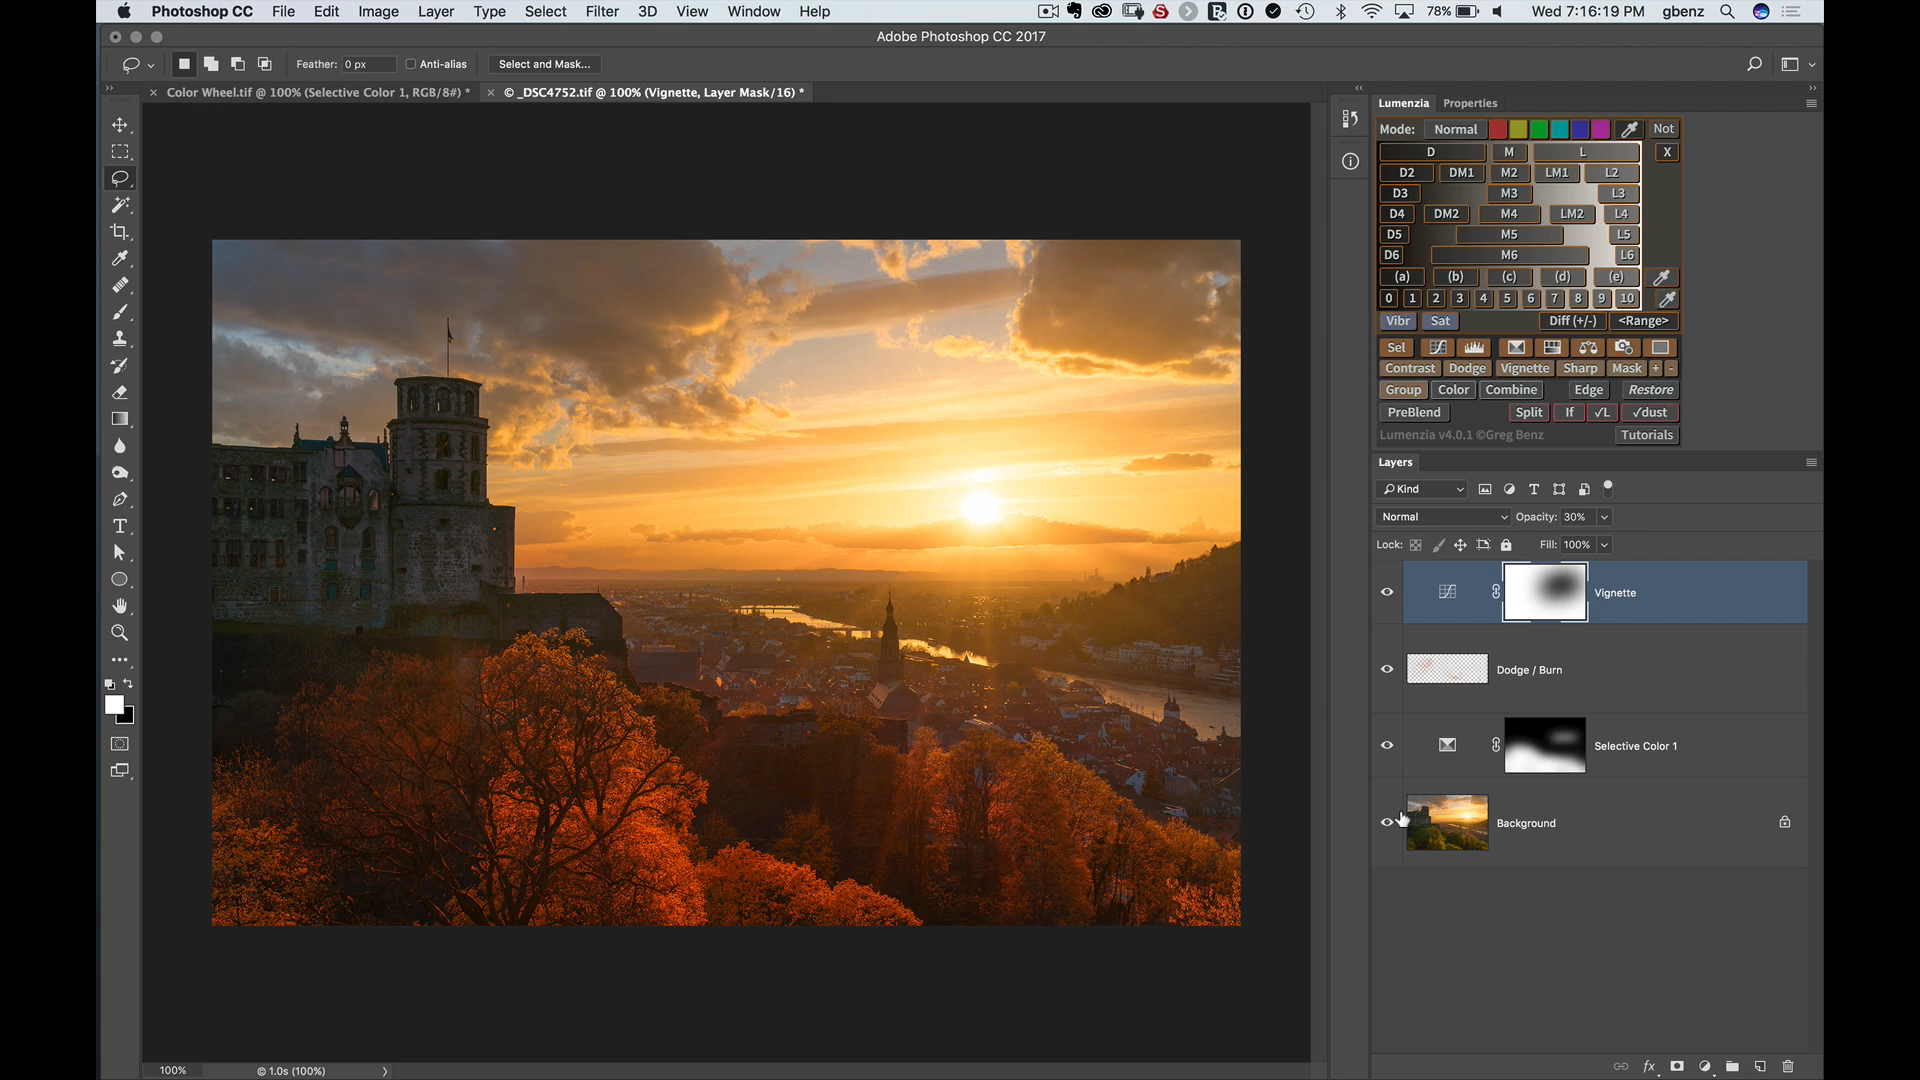 Photoshop CC File Edit Image Layer Type Select Filter 3D View Window Help 78% Wed 7:16:19 PM gbenz
Adobe Photoshop CC 2017
Feather: 0 px Anti-alias Select and Mask...
× Color Wheel.tif @ 100% (Selective Color 1, RGB/8#) * × © _DSC4752.tif @ 100% (Vignette, Layer Mask/16) *
Lumenzia Properties
Mode: Normal Not
D M L X
D2 DM1 M2 LM1 L2
D3 M3 L3
D4 DM2 M4 LM2 L4
D5 M5 L5
D6 M6 L6
(a) (b) (c) (d) (e)
0 1 2 3 4 5 6 7 8 9 10
Vibr Sat Diff (+/-) <Range>
Sel
Contrast Dodge Vignette Sharp Mask + -
Group Color Combine Edge Restore
PreBlend Split If √L √dust
Lumenzia v4.0.1 ©Greg Benz Tutorials
Layers
Kind
Normal Opacity: 30%
Lock: Fill: 100%
Vignette
Dodge / Burn
Selective Color 1
Background
fx
100% © 1.0s (100%)